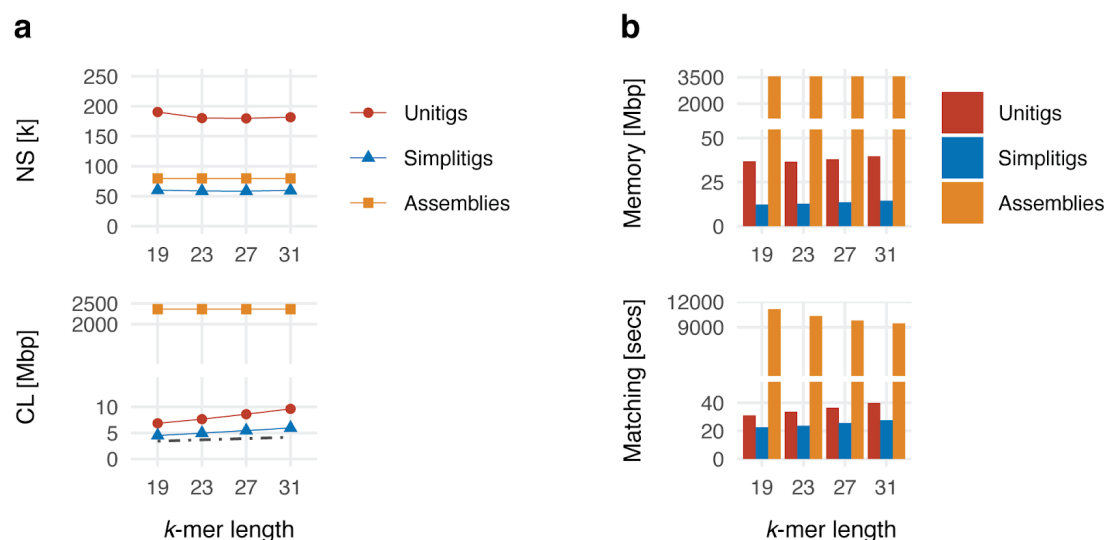 a
NS [k]
250
200
150
100
50
0
19 23 27 31
Unitigs
Simplitigs
Assemblies
CL [Mbp]
2500
2000
10
5
0
19 23 27 31
k-mer length
b
Memory [Mbp]
3500
2000
50
25
0
19 23 27 31
Unitigs
Simplitigs
Assemblies
Matching [secs]
12000
9000
40
20
0
19 23 27 31
k-mer length